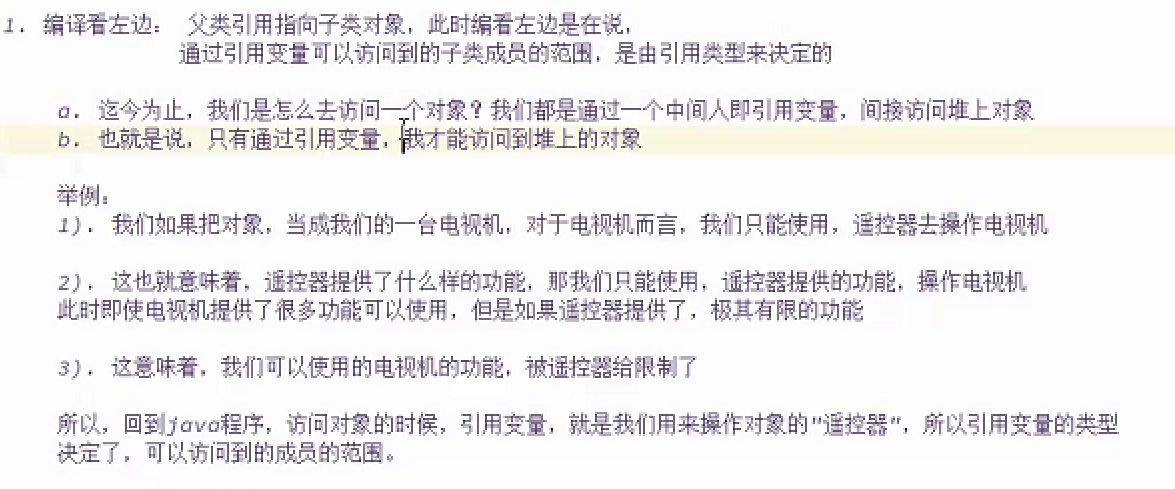 1. 编译看左边： 父类引用指向子类对象，此时编看左边是在说，
通过引用变量可以访问到的子类成员的范围，是由引用类型来决定的
a. 迄今为止，我们是怎么去访问一个对象？我们都是通过一个中间人即引用变量，间接访问堆上对象
b. 也就是说，只有通过引用变量，我才能访问到堆上的对象
举例：
1). 我们如果把对象，当成我们的一台电视机，对于电视机而言，我们只能使用，遥控器去操作电视机
2). 这也就意味着，遥控器提供了什么样的功能，那我们只能使用，遥控器提供的功能，操作电视机
此时即使电视机提供了很多功能可以使用，但是如果遥控器提供了，极其有限的功能
3). 这意味着，我们可以使用的电视机的功能，被遥控器给限制了
所以，回到java程序，访问对象的时候，引用变量，就是我们用来操作对象的"遥控器"，所以引用变量的类型
决定了，可以访问到的成员的范围。